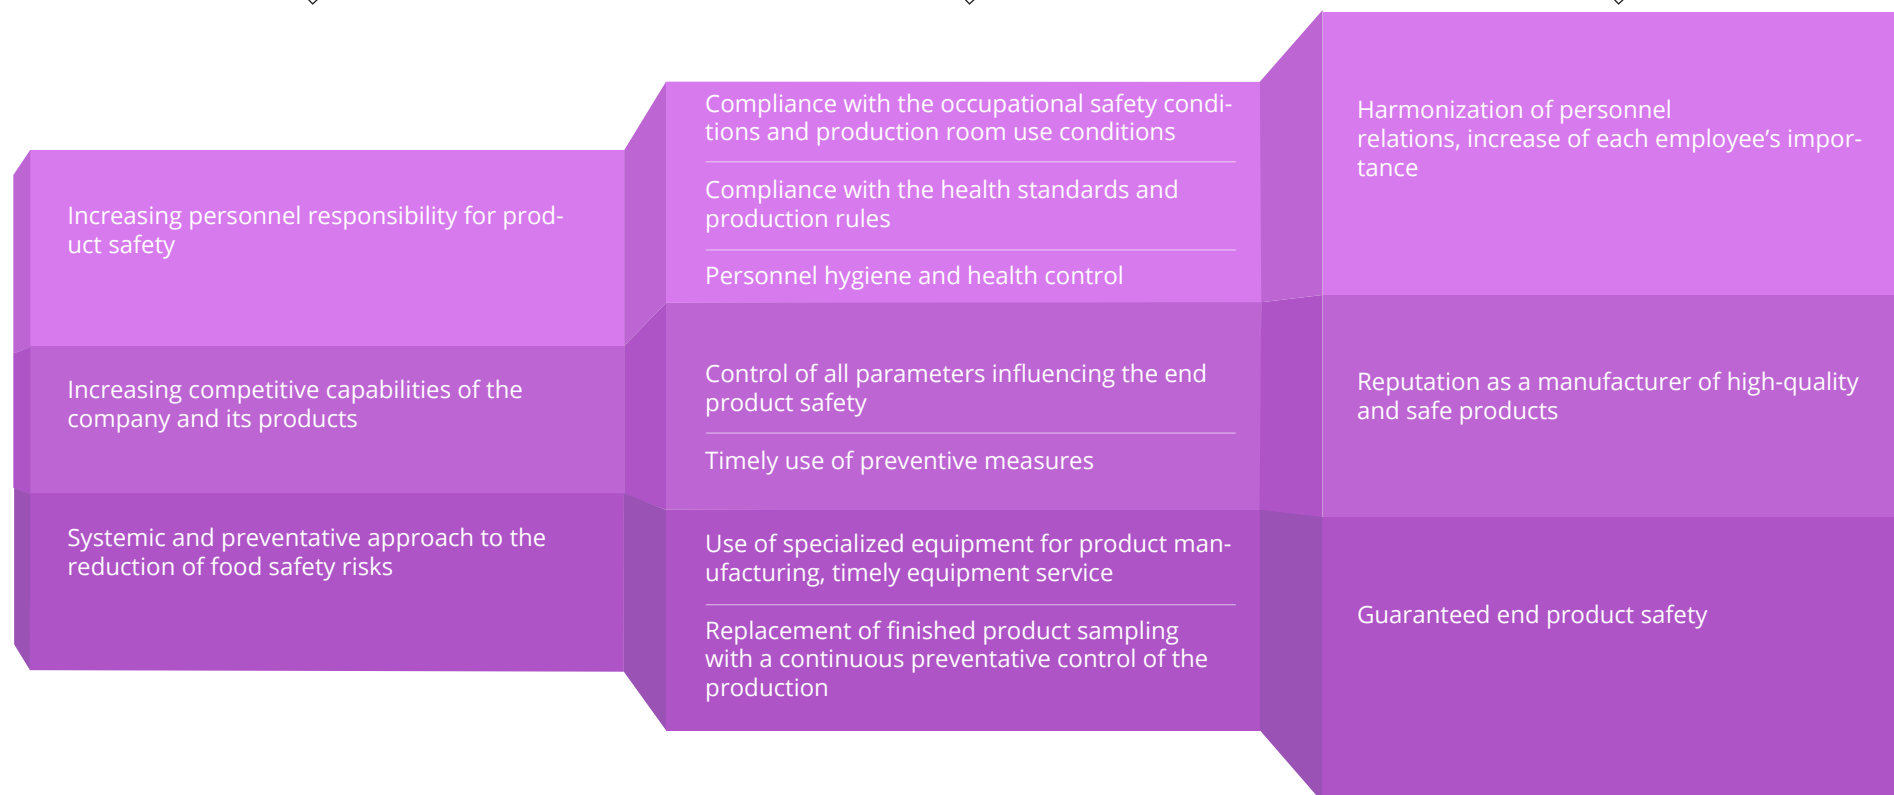 Increasing personnel responsibility for prod-
uct safety
Increasing competitive capabilities of the
company and its products
Systemic and preventative approach to the
reduction of food safety risks
Compliance with the occupational safety condi-
tions and production room use conditions
Compliance with the health standards and
production rules
Personnel hygiene and health control
Control of all parameters influencing the end
product safety
Timely use of preventive measures
Use of specialized equipment for product man-
ufacturing, timely equipment service
Replacement of finished product sampling
with a continuous preventative control of the
production
Harmonization of personnel
relations, increase of each employee’s impor-
tance
Reputation as a manufacturer of high-quality
and safe products
Guaranteed end product safety